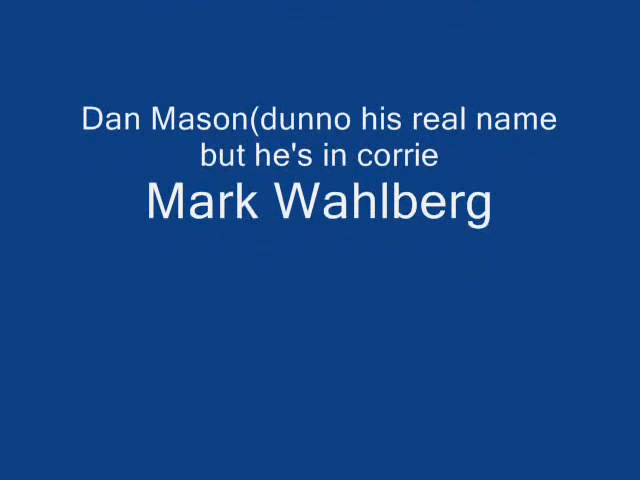 Dan Mason(dunno his real name
but he's in corrie
Mark Wahlberg